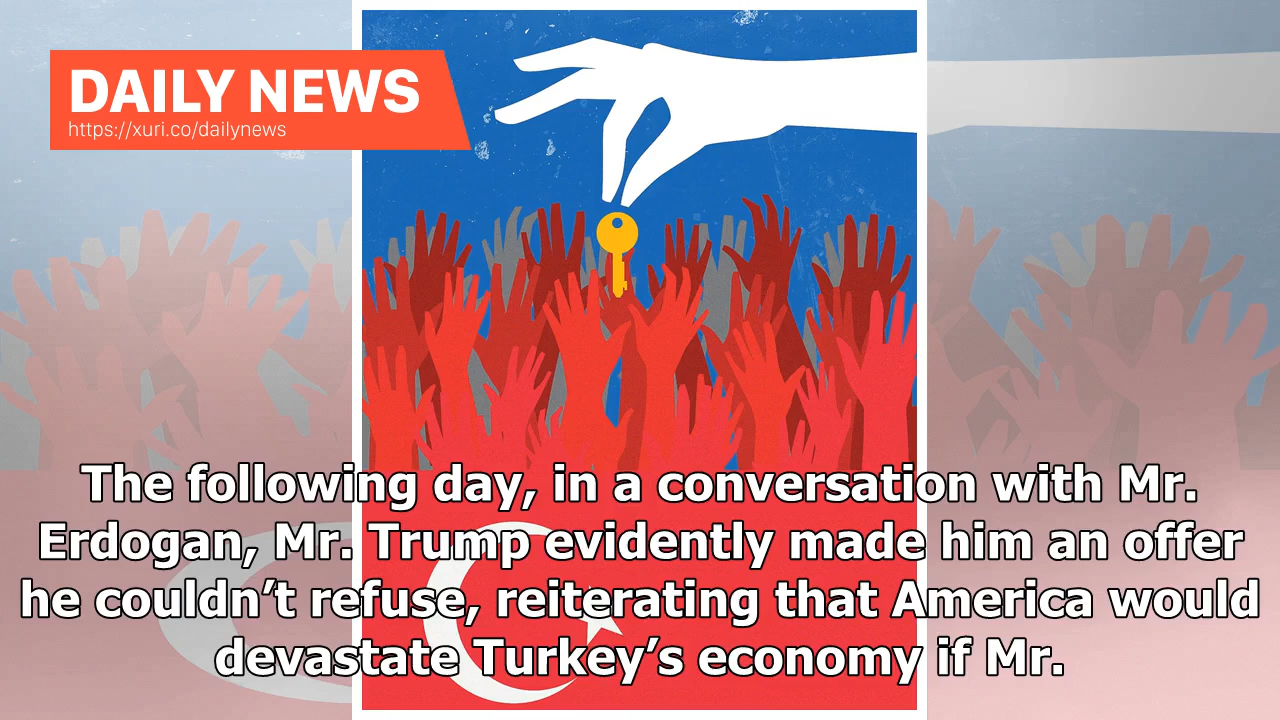 DAILY NEWS
https://xuri.co/dailynews
The following day, in a conversation with Mr.
Erdogan, Mr. Trump evidently made him an offer
he couldn’t refuse, reiterating that America would
devastate Turkey’s economy if Mr.